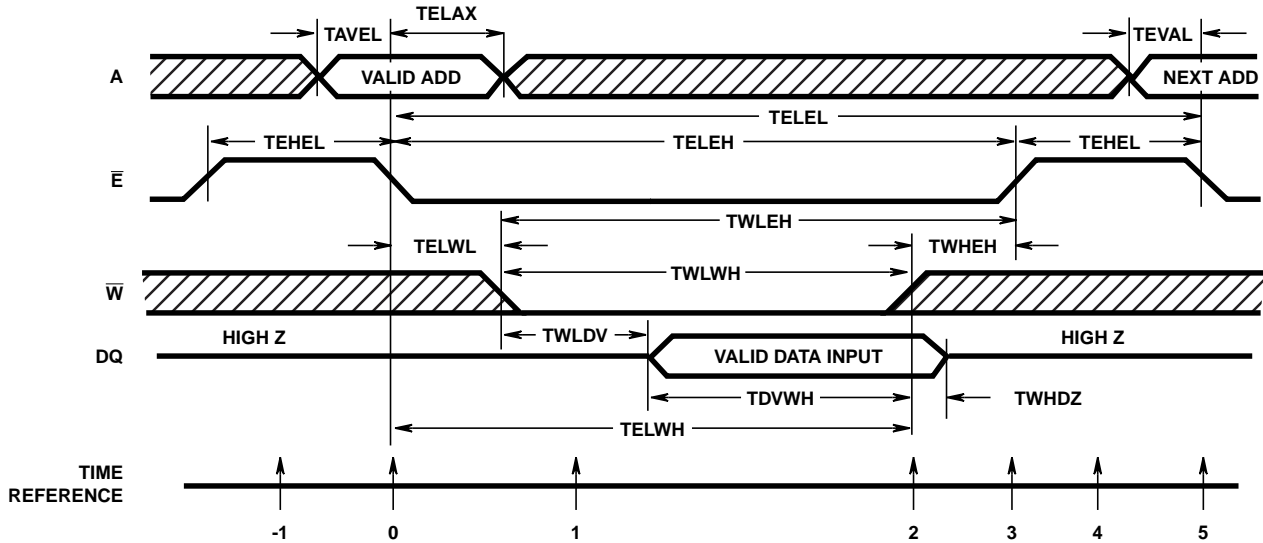 TELAX
TAVEL
TEVAL
A
VALID ADD
NEXT ADD
TELEL
TEHEL
TELEH
TEHEL
E̅
TWLEH
TELWL
TWHEH
TWLWH
W̅
HIGH Z
TWLDV
HIGH Z
DQ
VALID DATA INPUT
TDVWH
TWHDZ
TELWH
TIME
REFERENCE
-1
0
1
2
3
4
5